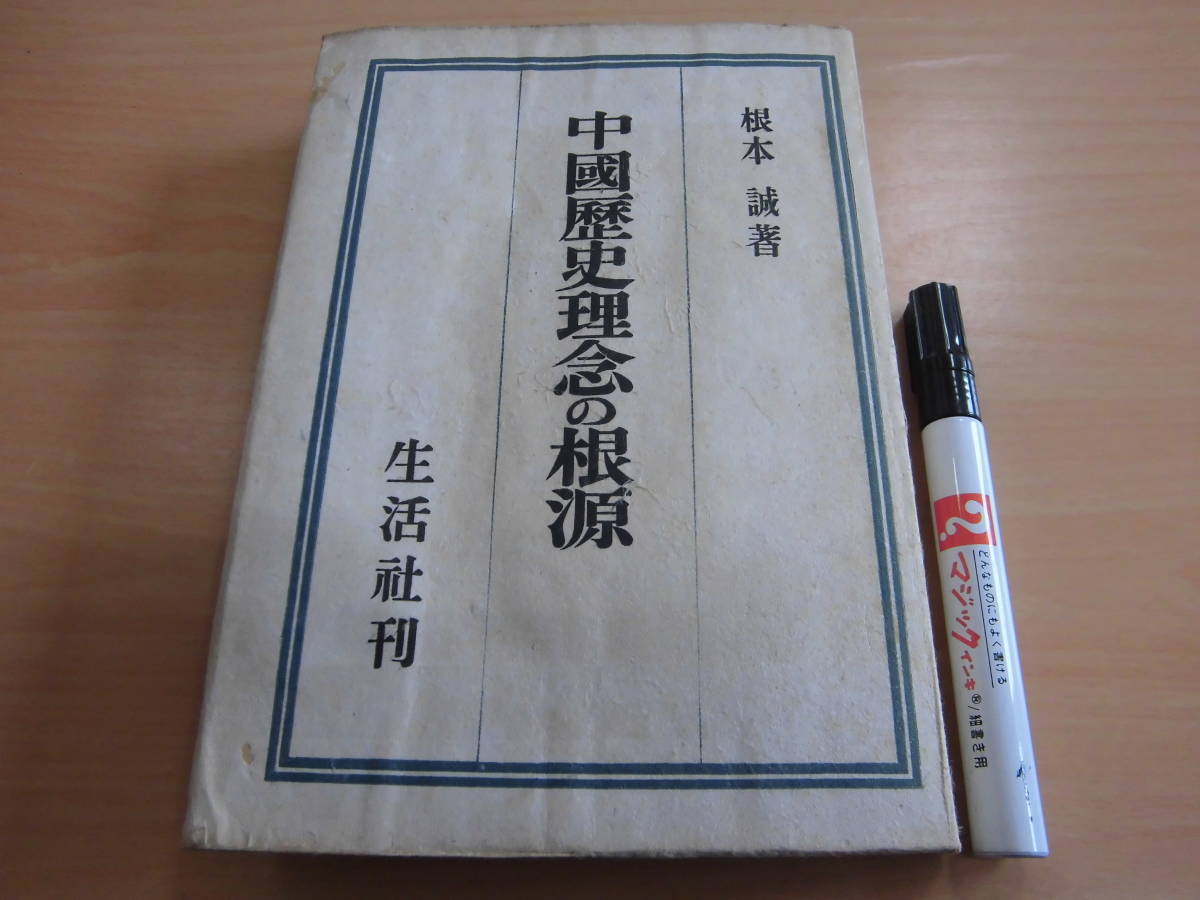 根本 誠著
中國歷史理念の根源
生活社刊
?
どんなものにもよく書ける
マジックインキ®/細書き用